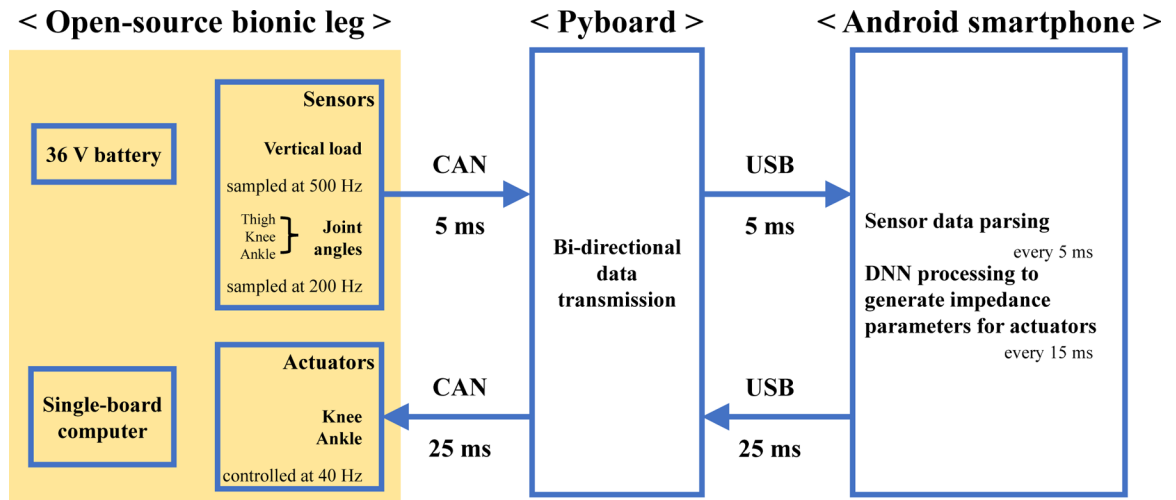 < Open-source bionic leg >
36 V battery
Single-board
computer
Sensors
Vertical load
sampled at 500 Hz
Thigh
Knee
Ankle
Joint
angles
sampled at 200 Hz
Actuators
Knee
Ankle
controlled at 40 Hz
CAN
5 ms
CAN
25 ms
< Pyboard >
Bi-directional
data
transmission
USB
5 ms
USB
25 ms
< Android smartphone >
Sensor data parsing
every 5 ms
DNN processing to
generate impedance
parameters for actuators
every 15 ms